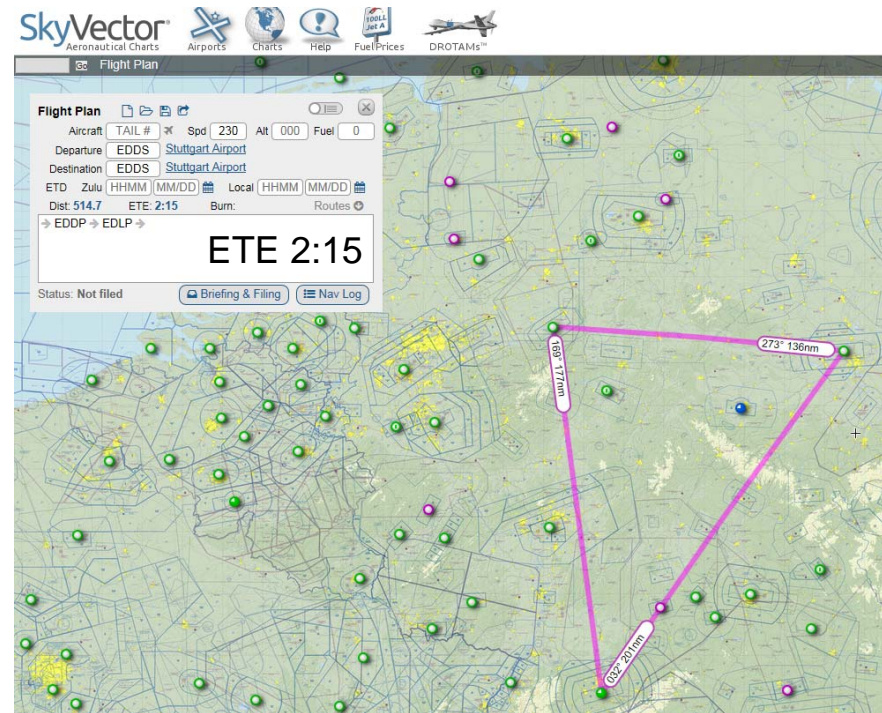 SkyVector
Aeronautical Charts
Airports
Charts
Help
100LL
Jet A
Fuel Prices
DROTAMs™
Go Flight Plan
Flight Plan
Aircraft TAIL # Spd 230 Alt 000 Fuel 0
Departure EDDS Stuttgart Airport
Destination EDDS Stuttgart Airport
ETD Zulu HHMM MM/DD Local HHMM MM/DD
Dist: 514.7 ETE: 2:15 Burn: Routes
EDDP EDLP
ETE 2:15
Status: Not filed Briefing & Filing Nav Log
273° 136nm
169° 177nm
032° 201nm